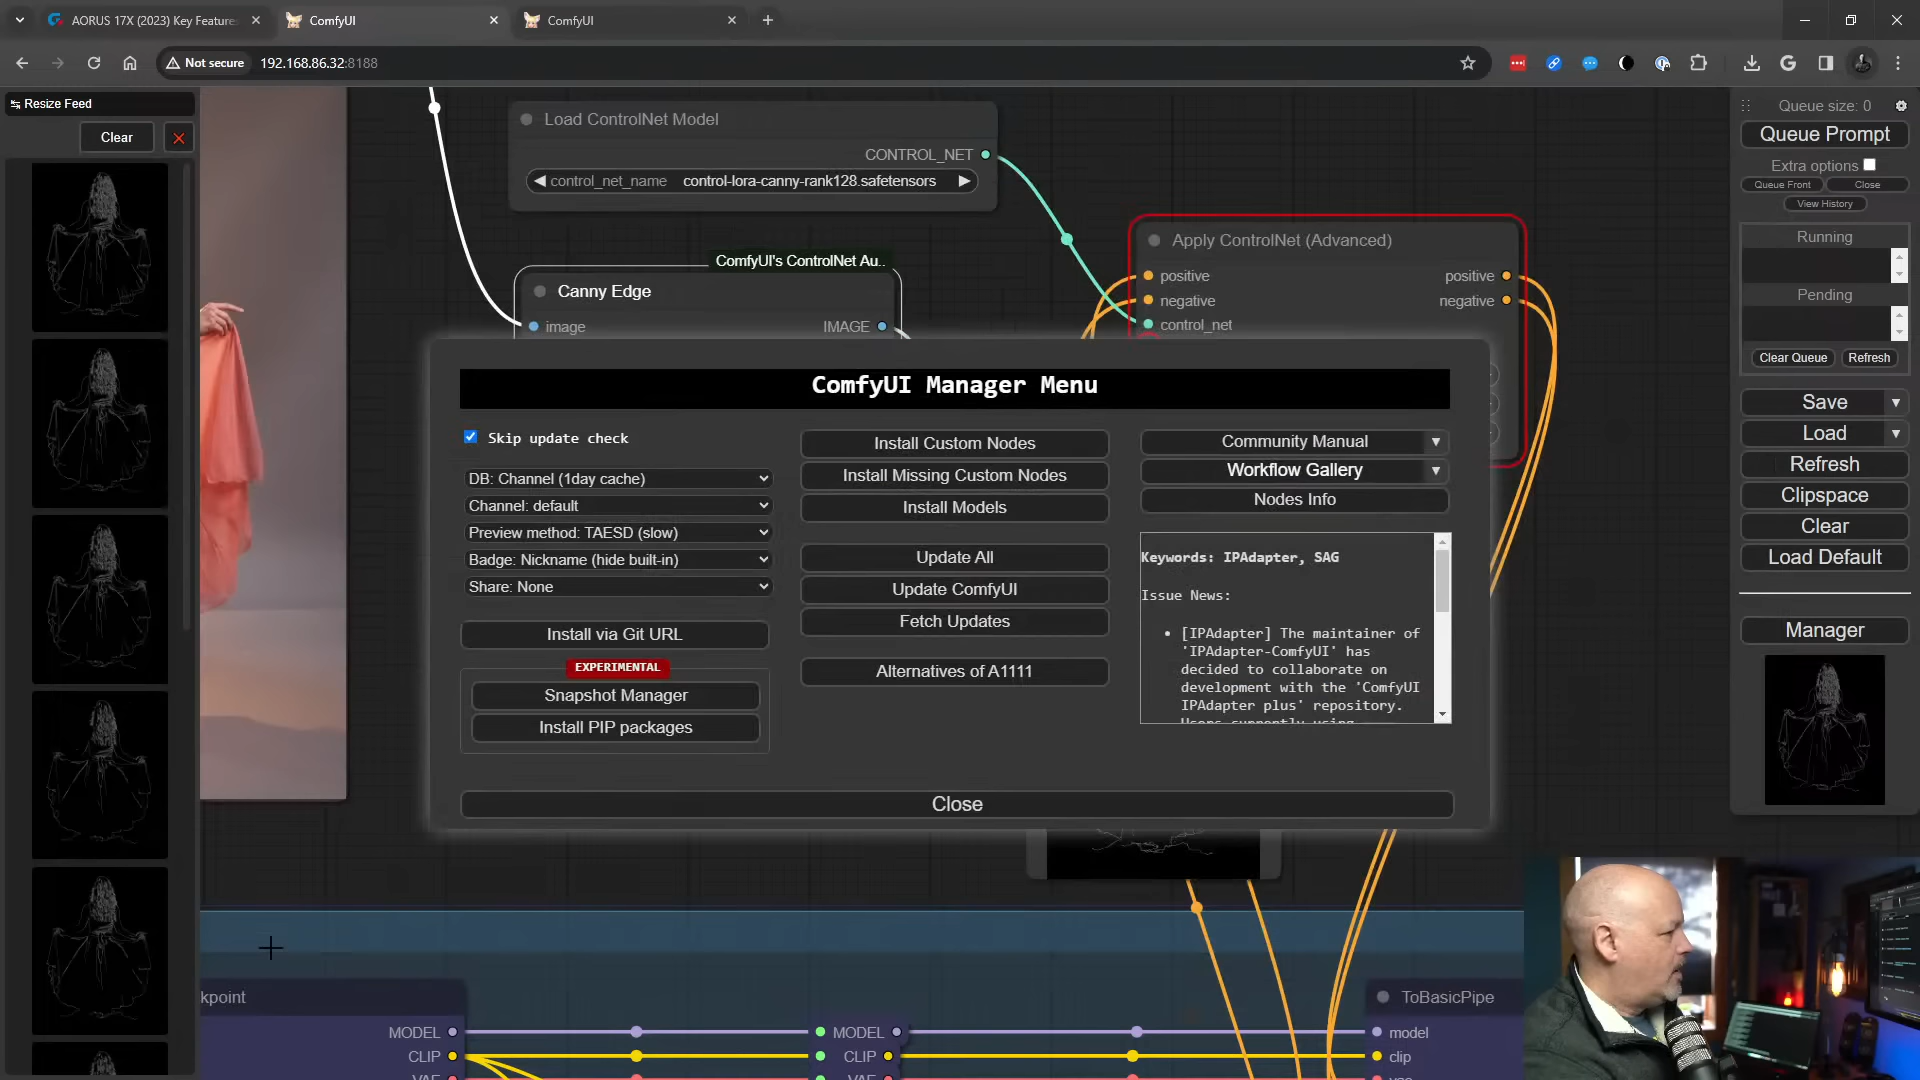 AORUS 17X (2023) Key Feature
ComfyUI
ComfyUI
Not secure
192.168.86.32:8188
Resize Feed
Clear
Load ControlNet Model
CONTROL_NET
control_net_name control-lora-canny-rank128.safetensors
ComfyUI's ControlNet Au..
Canny Edge
image
IMAGE
Apply ControlNet (Advanced)
positive
positive
negative
negative
control_net
ComfyUI Manager Menu
Skip update check
DB: Channel (1day cache)
Channel: default
Preview method: TAESD (slow)
Badge: Nickname (hide built-in)
Share: None
Install via Git URL
EXPERIMENTAL
Snapshot Manager
Install PIP packages
Install Custom Nodes
Install Missing Custom Nodes
Install Models
Update All
Update ComfyUI
Fetch Updates
Alternatives of A1111
Community Manual
Workflow Gallery
Nodes Info
Keywords: IPAdapter, SAG
Issue News:
• [IPAdapter] The maintainer of
'IPAdapter-ComfyUI' has
decided to collaborate on
development with the 'ComfyUI
IPAdapter plus' repository.
Users currently using
Close
Queue size: 0
Queue Prompt
Extra options
Queue Front
Close
View History
Running
Pending
Clear Queue
Refresh
Save
Load
Refresh
Clipspace
Clear
Load Default
Manager
kpoint
MODEL
CLIP
VAE
MODEL
CLIP
VAE
ToBasicPipe
model
clip